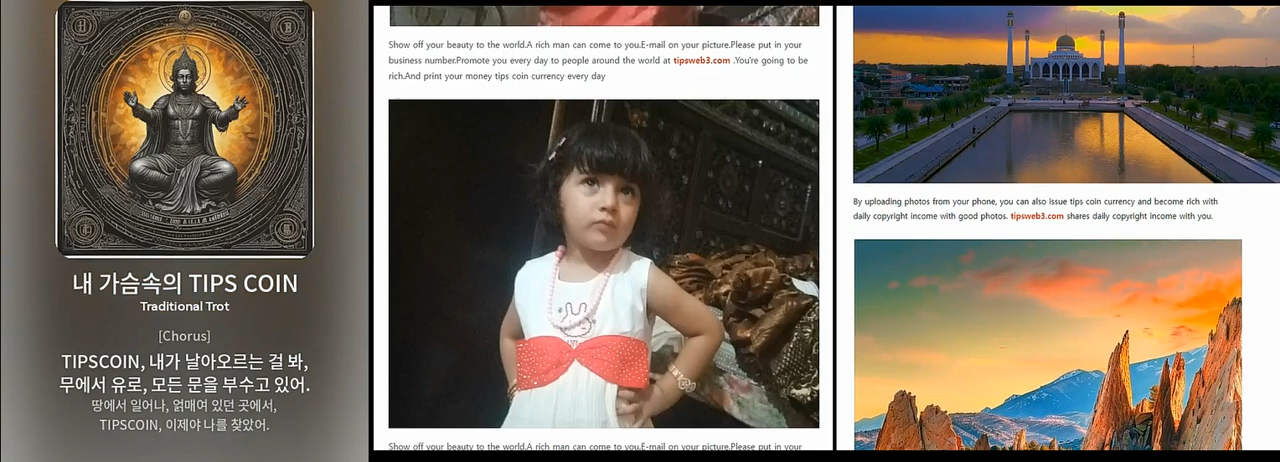 내 가슴속의 TIPS COIN
Traditional Trot
[Chorus]
TIPSCOIN, 내가 날아오르는 걸 봐,
무에서 유로, 모든 문을 부수고 있어.
땅에서 일어나, 얽매여 있던 곳에서,
TIPSCOIN, 이제야 나를 찾았어.
Show off your beauty to the world.A rich man can come to you.E-mail on your picture.Please put in your
business number.Promote you every day to people around the world at tipsweb3.com .You're going to be
rich.And print your money tips coin currency every day
Show off your beauty to the world.A rich man can come to you.E-mail on your picture.Please put in your
By uploading photos from your phone, you can also issue tips coin currency and become rich with
daily copyright income with good photos. tipsweb3.com shares daily copyright income with you.